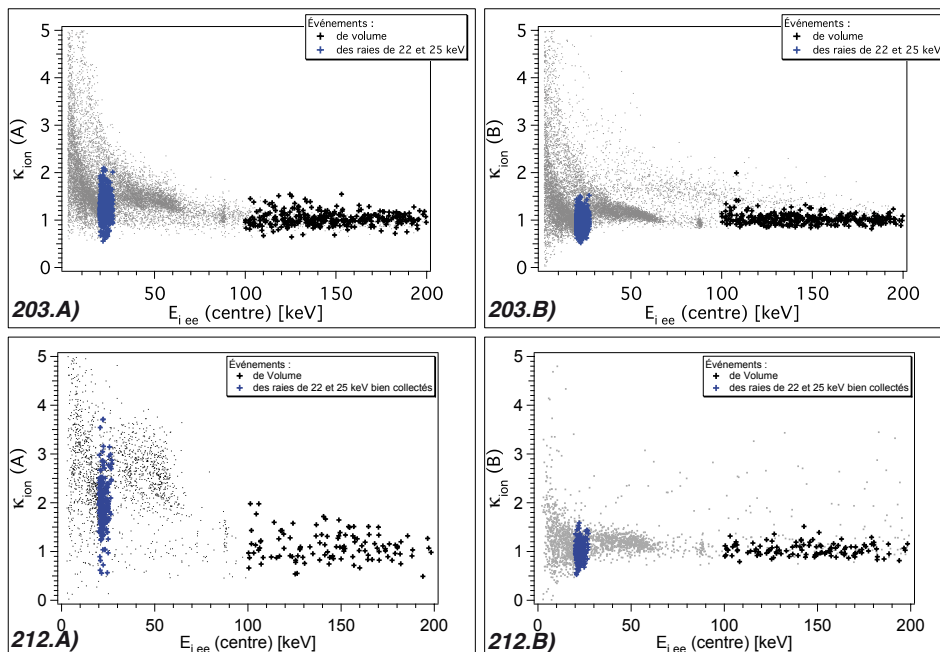 Événements :
de volume
des raies de 22 et 25 keV
κion (A)
5
4
3
2
1
0
50
100
150
200
203.A)
Ei ee (centre) [keV]
Événements :
de volume
des raies de 22 et 25 keV
κion (B)
5
4
3
2
1
0
50
100
150
200
203.B)
Ei ee (centre) [keV]
Événements :
de Volume
des raies de 22 et 25 keV bien collectés
κion (A)
5
4
3
2
1
0
0
50
100
150
200
212.A)
Ei ee (centre) [keV]
Événements :
de Volume
des raies de 22 et 25 keV bien collectés
κion (B)
5
4
3
2
1
0
0
50
100
150
200
212.B)
Ei ee (centre) [keV]